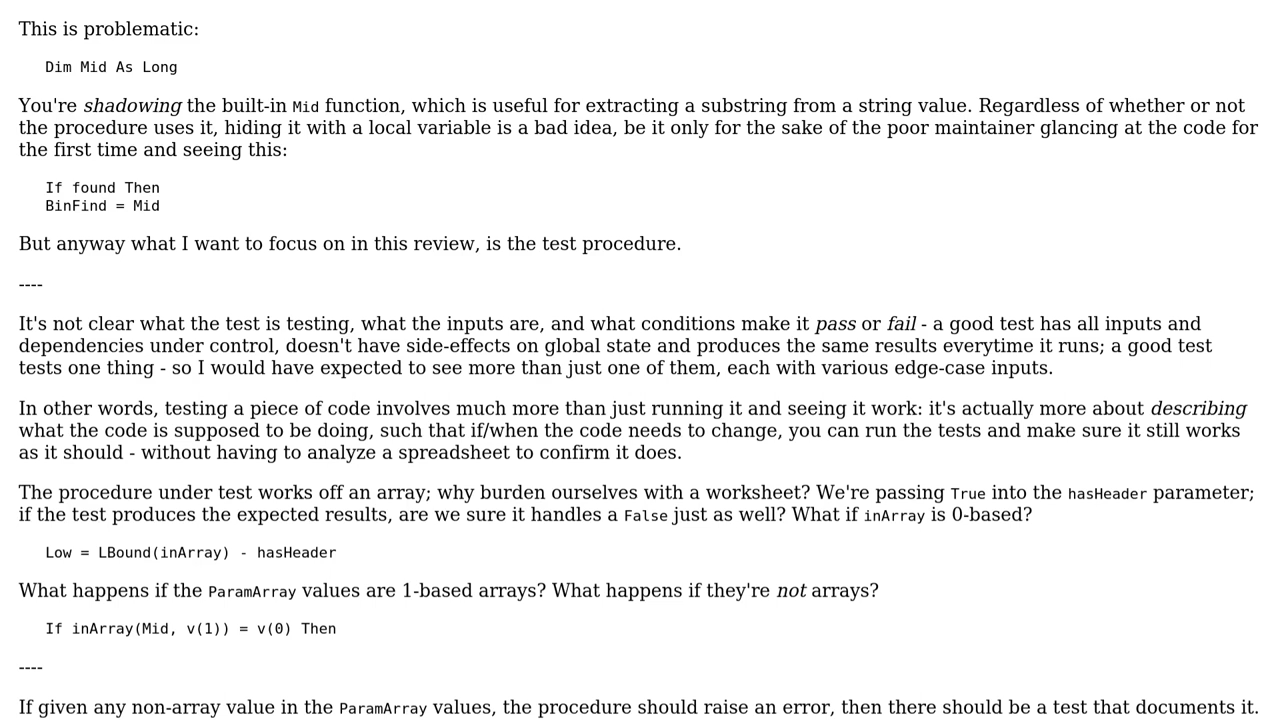 This is problematic:
Dim Mid As Long
You're shadowing the built-in Mid function, which is useful for extracting a substring from a string value. Regardless of whether or not
the procedure uses it, hiding it with a local variable is a bad idea, be it only for the sake of the poor maintainer glancing at the code for
the first time and seeing this:
If found Then
BinFind = Mid
But anyway what I want to focus on in this review, is the test procedure.
----
It's not clear what the test is testing, what the inputs are, and what conditions make it pass or fail - a good test has all inputs and
dependencies under control, doesn't have side-effects on global state and produces the same results everytime it runs; a good test
tests one thing - so I would have expected to see more than just one of them, each with various edge-case inputs.
In other words, testing a piece of code involves much more than just running it and seeing it work: it's actually more about describing
what the code is supposed to be doing, such that if/when the code needs to change, you can run the tests and make sure it still works
as it should - without having to analyze a spreadsheet to confirm it does.
The procedure under test works off an array; why burden ourselves with a worksheet? We're passing True into the hasHeader parameter;
if the test produces the expected results, are we sure it handles a False just as well? What if inArray is 0-based?
Low = LBound(inArray) - hasHeader
What happens if the ParamArray values are 1-based arrays? What happens if they're not arrays?
If inArray(Mid, v(1)) = v(0) Then
----
If given any non-array value in the ParamArray values, the procedure should raise an error, then there should be a test that documents it.